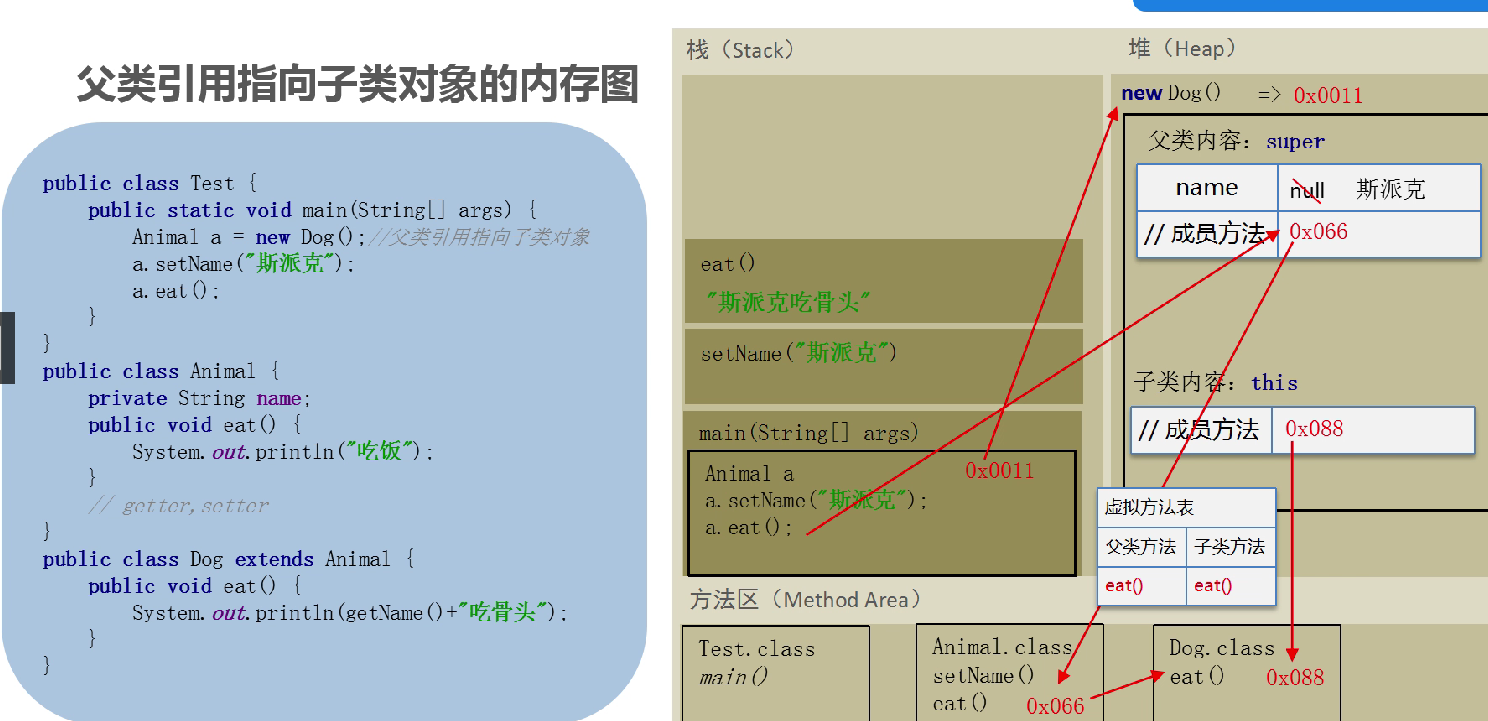 父类引用指向子类对象的内存图
public class Test {
public static void main(String[] args) {
Animal a = new Dog();//父类引用指向子类对象
a.setName("斯派克");
a.eat();
}
}
public class Animal {
private String name;
public void eat() {
System.out.println("吃饭");
}
// getter,setter
}
public class Dog extends Animal {
public void eat() {
System.out.println(getName()+"吃骨头");
}
}
栈（Stack）
eat()
"斯派克吃骨头"
setName("斯派克")
main(String[] args)
Animal a 0x0011
a.setName("斯派克");
a.eat();
堆（Heap）
new Dog() => 0x0011
父类内容：super
name null 斯派克
// 成员方法 0x066
子类内容：this
// 成员方法 0x088
虚拟方法表
父类方法 子类方法
eat() eat()
方法区（Method Area）
Test.class
main()
Animal.class
setName()
eat() 0x066
Dog.class
eat() 0x088